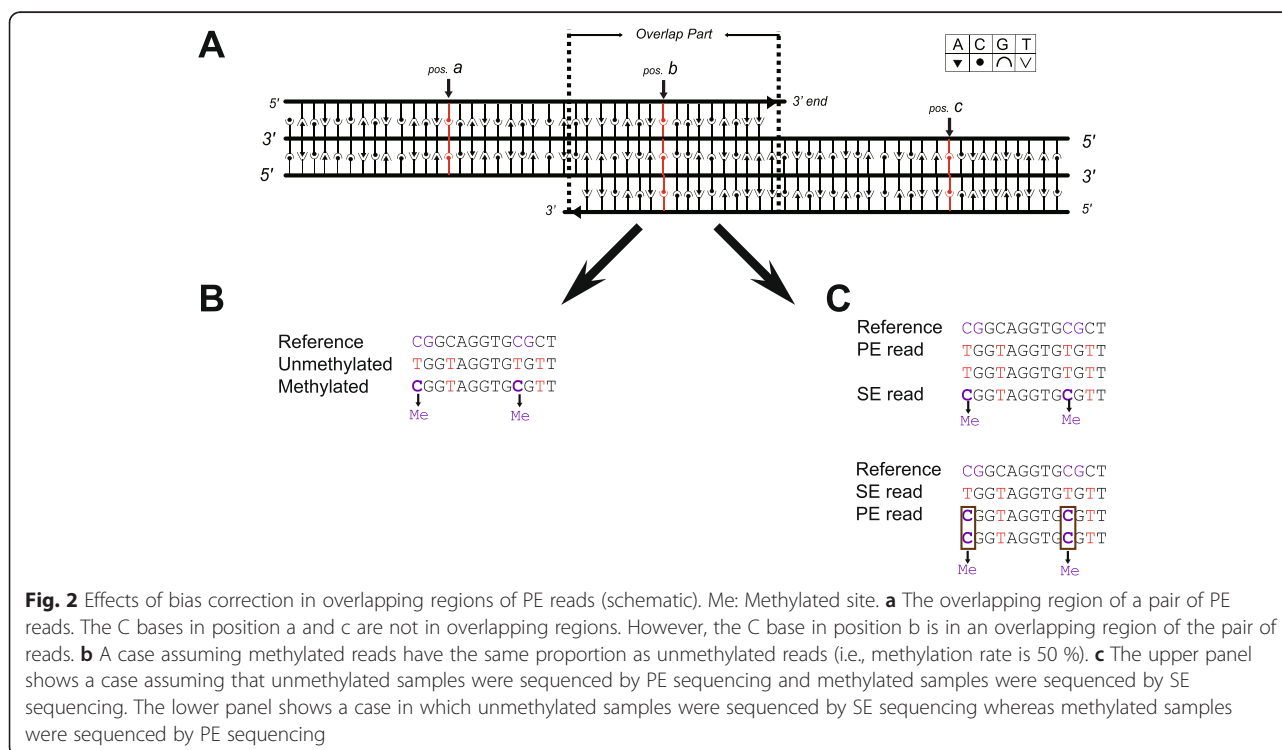 A
Overlap Part
A C G T
pos. a
pos. b
5'
3' end
pos. c
3'
5'
5'
3'
3'
5'
B
C
Reference CGGCAGGTGCGCT
Unmethylated TGGTAGGTGTGTT
Methylated CGGTAGGTGCGTT
Me Me
Reference CGGCAGGTGCGCT
PE read TGGTAGGTGTGTT
TGGTAGGTGTGTT
SE read CGGTAGGTGCGTT
Me Me
Reference CGGCAGGTGCGCT
SE read TGGTAGGTGTGTT
PE read CGGTAGGTGCGTT
CGGTAGGTGCGTT
Me Me
Fig. 2 Effects of bias correction in overlapping regions of PE reads (schematic). Me: Methylated site. a The overlapping region of a pair of PE
reads. The C bases in position a and c are not in overlapping regions. However, the C base in position b is in an overlapping region of the pair of
reads. b A case assuming methylated reads have the same proportion as unmethylated reads (i.e., methylation rate is 50 %). c The upper panel
shows a case assuming that unmethylated samples were sequenced by PE sequencing and methylated samples were sequenced by SE
sequencing. The lower panel shows a case in which unmethylated samples were sequenced by SE sequencing whereas methylated samples
were sequenced by PE sequencing